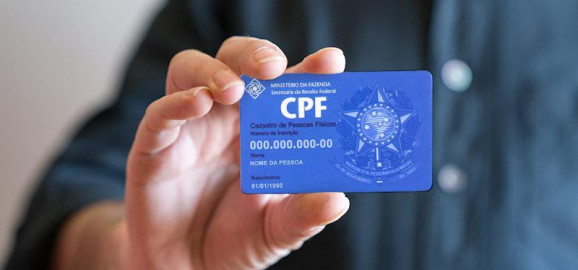 MINISTÉRIO DA FAZENDA
Secretaria da Receita Federal
CPF
Cadastro de Pessoas Físicas
Número de Inscrição
000.000.000-00
Nome
NOME DA PESSOA
Nascimento
01/01/1980